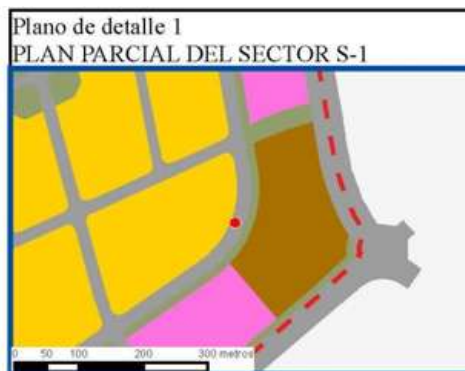 Plano de detalle 1
PLAN PARCIAL DEL SECTOR S-1
0 50 100 200 300 metros